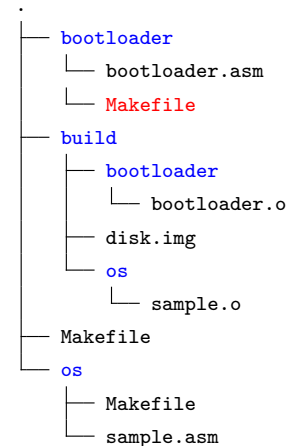 .
bootloader
bootloader.asm
Makefile
build
bootloader
bootloader.o
disk.img
os
sample.o
Makefile
os
Makefile
sample.asm